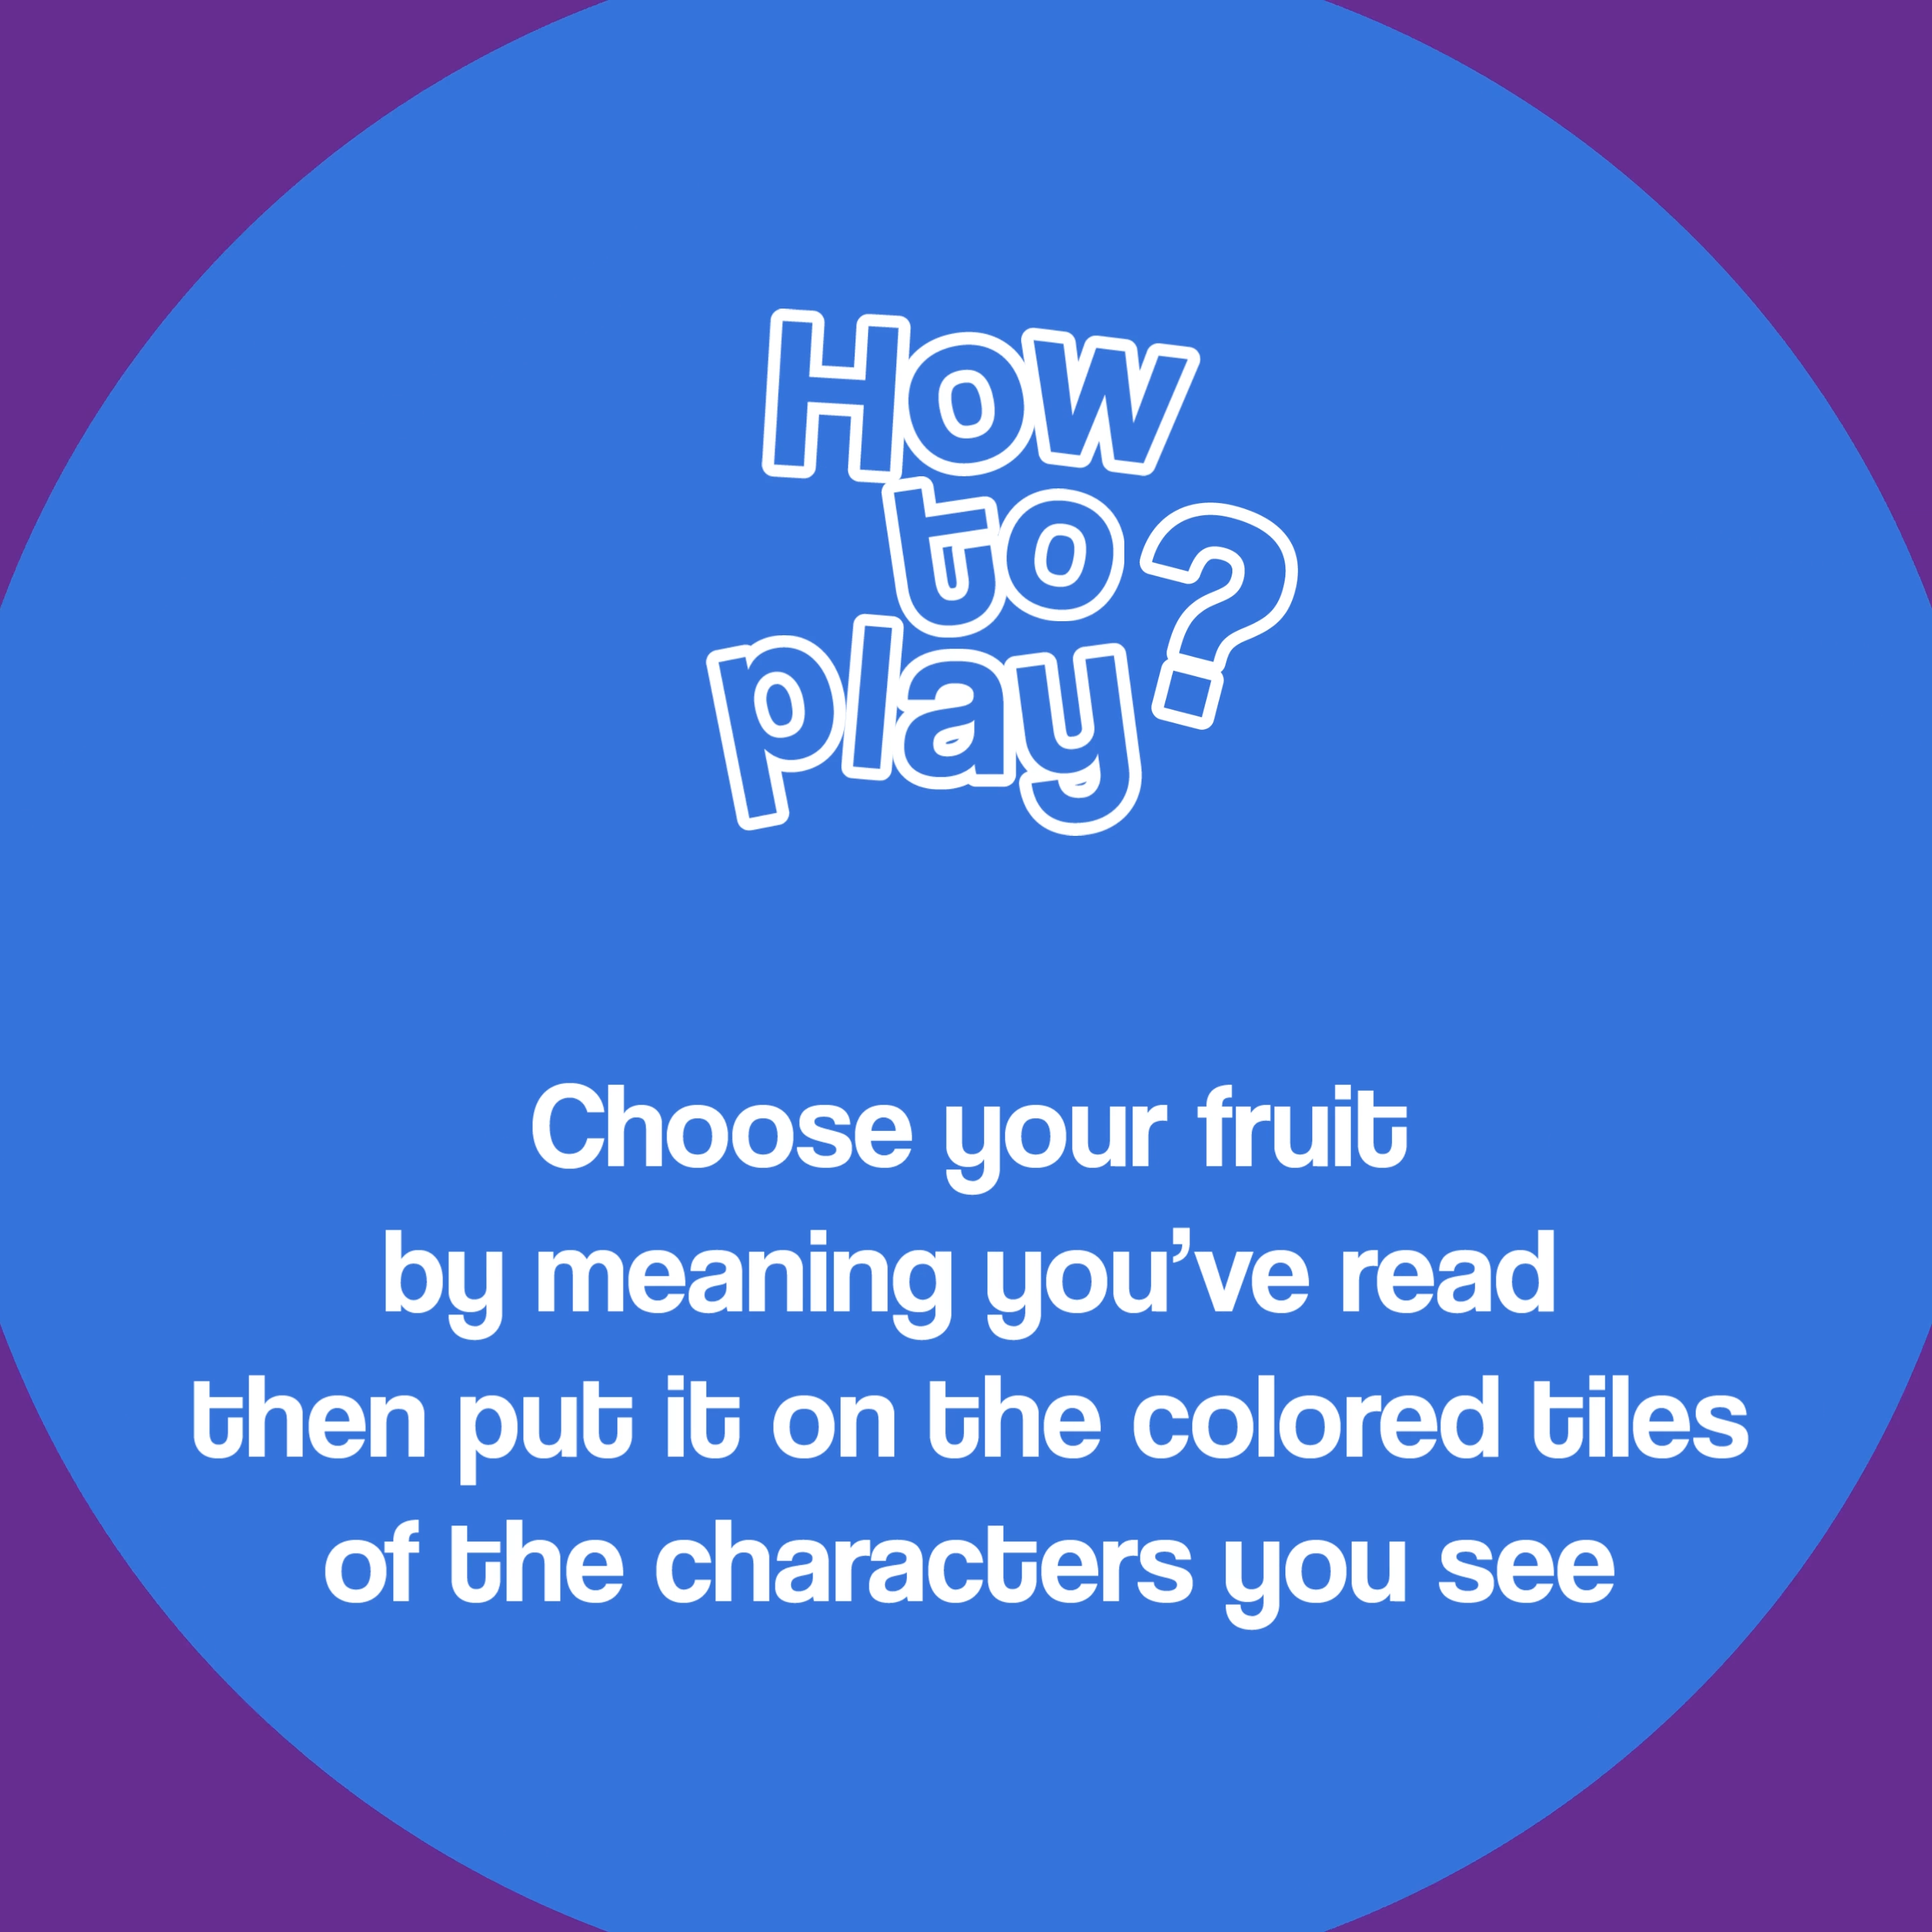 How
to
play?
Choose your fruit
by meaning you’ve read
then put it on the colored tiles
of the characters you see